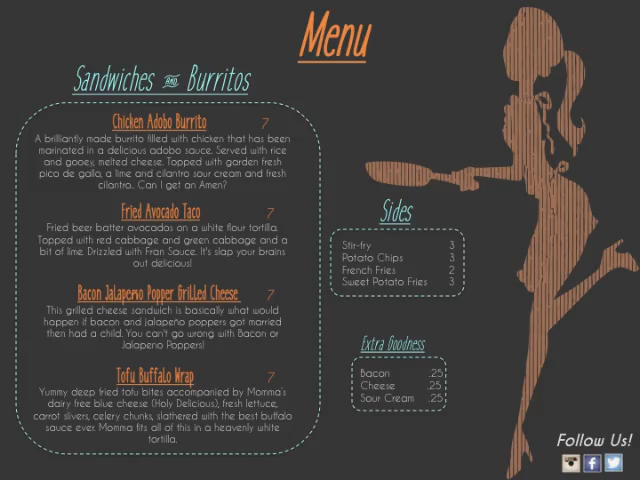 Menu
Sandwiches AND Burritos
Chicken Adobo Burrito 7
A brilliantly made burrito filled with chicken that has been
marinated in a delicious adobo sauce. Served with rice
and gooey, melted cheese. Topped with garden fresh
pico de gallo, a lime and cilantro sour cream and fresh
cilantro.. Can I get an Amen?
Fried Avocado Taco 7
Fried beer batter avocados on a white flour tortilla.
Topped with red cabbage and green cabbage and a
bit of lime. Drizzled with Fran Sauce. It's slap your brains
out delicious!
Bacon Jalapeno Popper Grilled Cheese 7
This grilled cheese sandwich is basically what would
happen if bacon and jalapeño poppers got married
then had a child. You can't go wrong with Bacon or
Jalapeno Poppers!
Tofu Buffalo Wrap 7
Yummy deep fried tofu bites accompanied by Momma's
dairy free blue cheese (Holy Delicious), fresh lettuce,
carrot slivers, celery chunks, slathered with the best buffalo
sauce ever. Momma fits all of this in a heavenly white
tortilla.
Sides
Stir-fry 3
Potato Chips 3
French Fries 2
Sweet Potato Fries 3
Extra Goodness
Bacon .25
Cheese .25
Sour Cream .25
Follow Us!